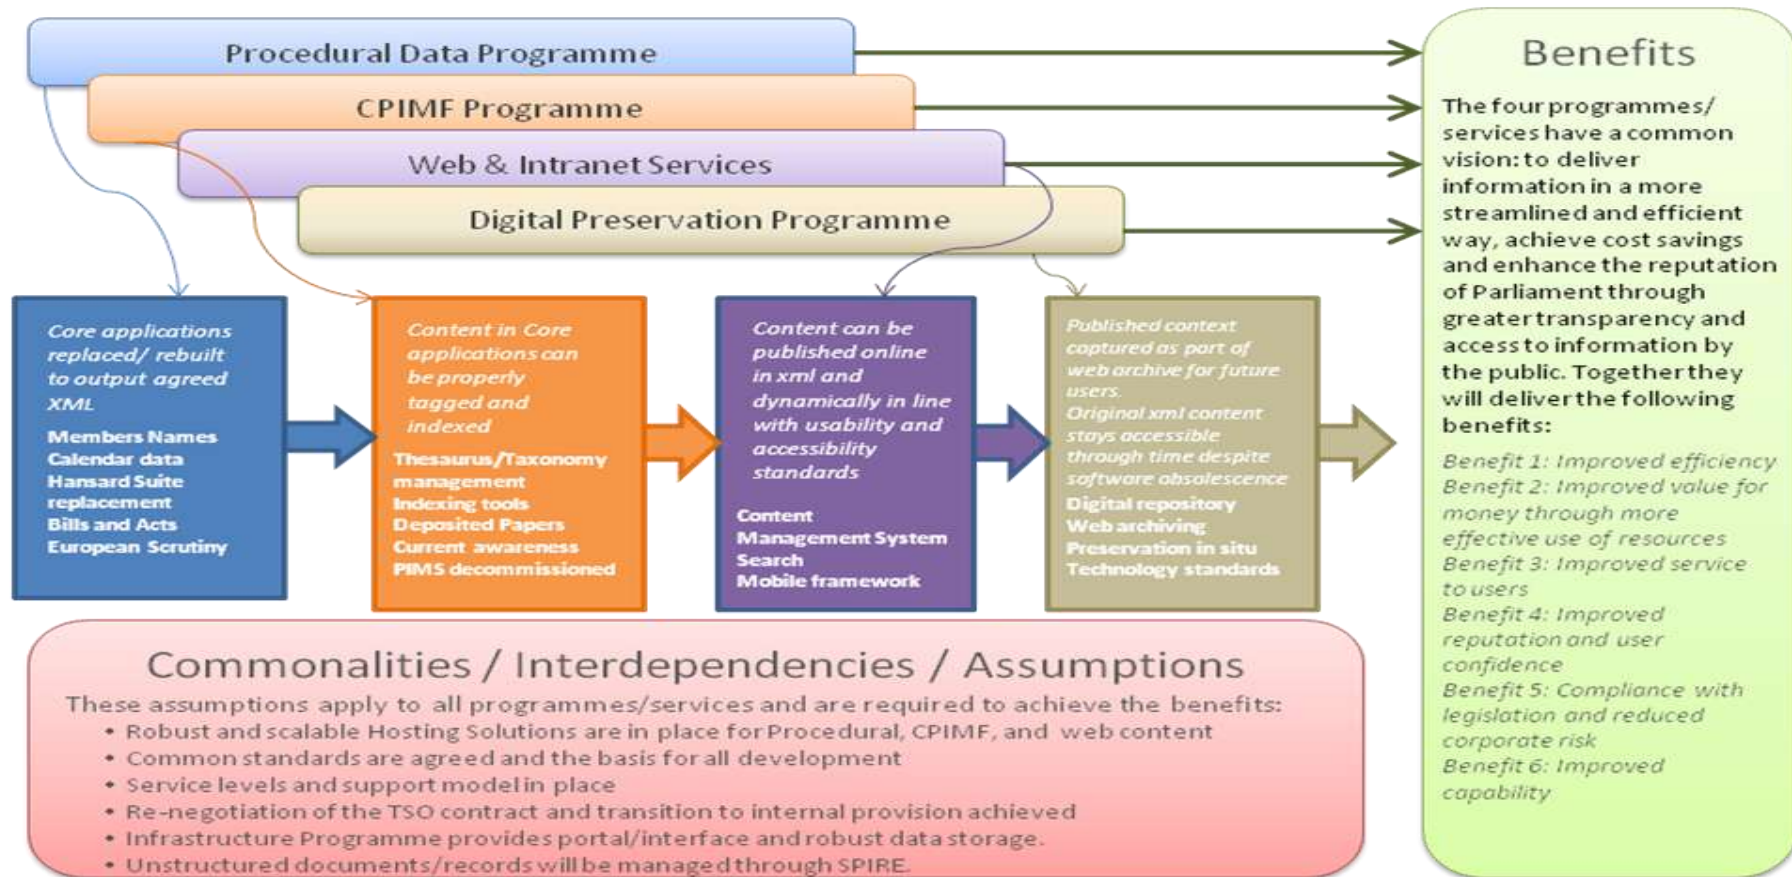 Procedural Data Programme
CPIMF Programme
Web & Intranet Services
Digital Preservation Programme
Core applications
replaced/ rebuilt
to output agreed
XML
Members Names
Calendar data
Hansard Suite
replacement
Bills and Acts
European Scrutiny
Content in Core
applications can
be properly
tagged and
indexed
Thesaurus/Taxonomy
management
Indexing tools
Deposited Papers
Current awareness
PIMS decommissioned
Content can be
published online
in xml and
dynamically in line
with usability and
accessibility
standards
Content
Management System
Search
Mobile framework
Published context
captured as part of
web archive for future
users.
Original xml content
stays accessible
through time despite
software obsalescence
Digital repository
Web archiving
Preservation in situ
Technology standards
Commonalities / Interdependencies / Assumptions
These assumptions apply to all programmes/services and are required to achieve the benefits:
• Robust and scalable Hosting Solutions are in place for Procedural, CPIMF, and web content
• Common standards are agreed and the basis for all development
• Service levels and support model in place
• Re-negotiation of the TSO contract and transition to internal provision achieved
• Infrastructure Programme provides portal/interface and robust data storage.
• Unstructured documents/records will be managed through SPIRE.
Benefits
The four programmes/
services have a common
vision: to deliver
information in a more
streamlined and efficient
way, achieve cost savings
and enhance the reputation
of Parliament through
greater transparency and
access to information by
the public. Together they
will deliver the following
benefits:
Benefit 1: Improved efficiency
Benefit 2: Improved value for
money through more
effective use of resources
Benefit 3: Improved service
to users
Benefit 4: Improved
reputation and user
confidence
Benefit 5: Compliance with
legislation and reduced
corporate risk
Benefit 6: Improved
capability